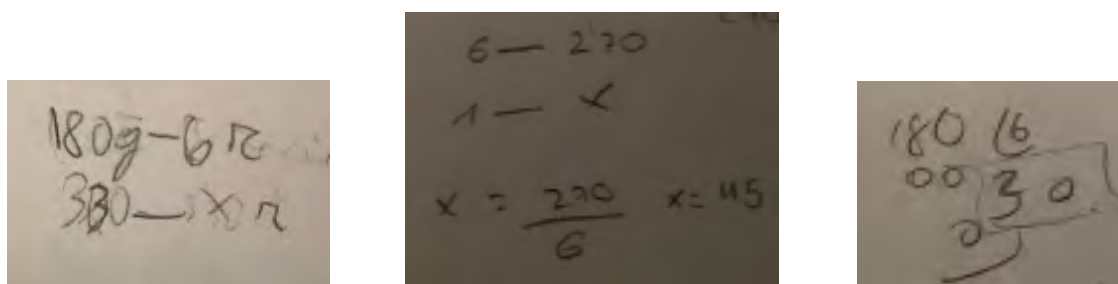 180g - 6 r
330 — x r
6 — 270
1 — x
x = 270/6 x = 45
180 6
00 30
0